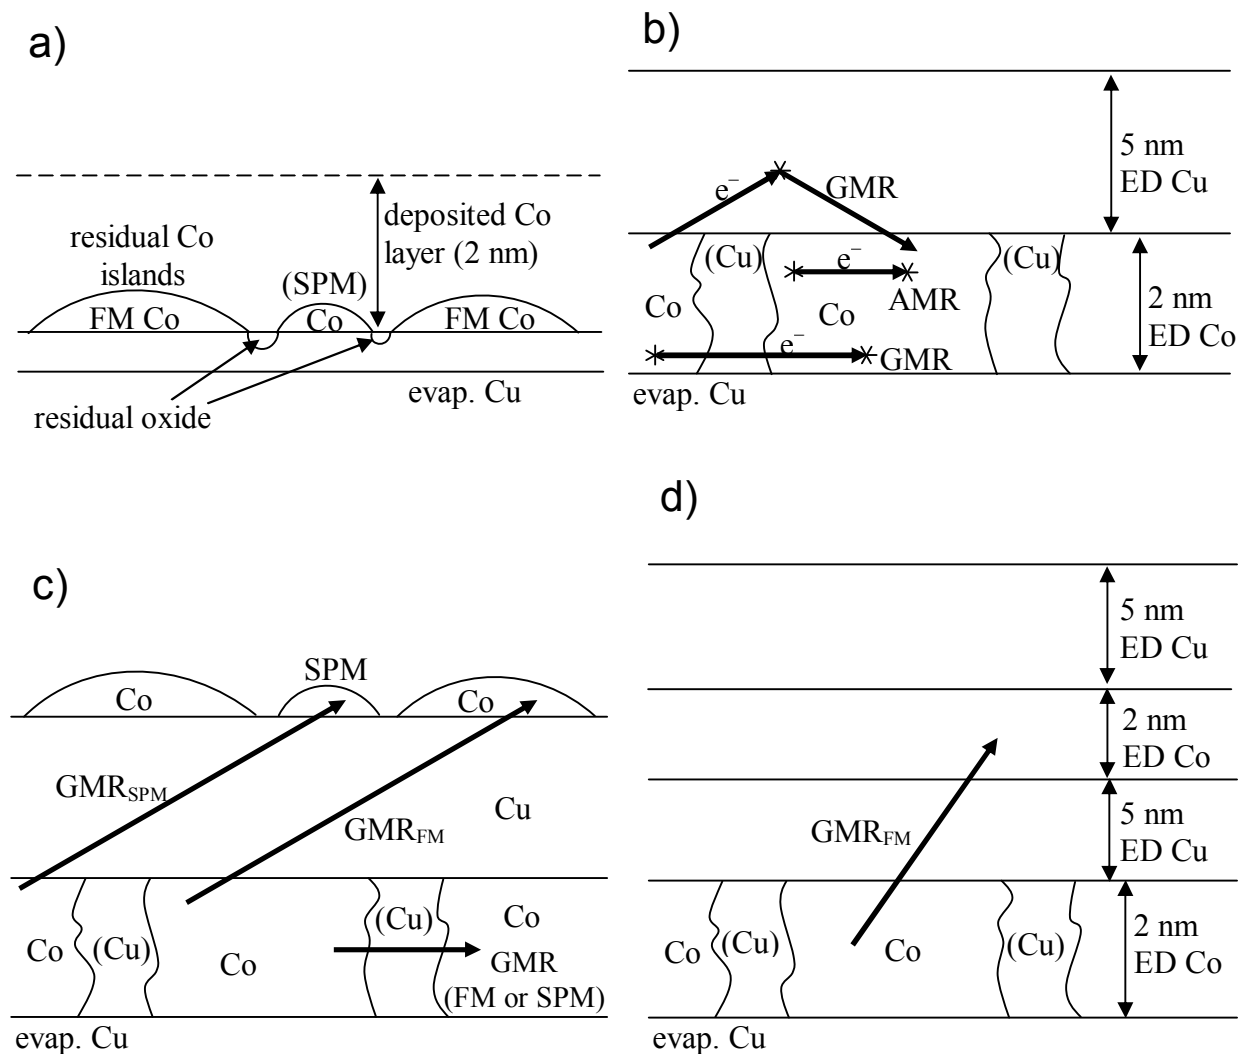 a)
residual Co
islands
deposited Co
layer (2 nm)
(SPM)
FM Co
Co
FM Co
evap. Cu
residual oxide
b)
5 nm
ED Cu
e⁻
GMR
(Cu)
e⁻
(Cu)
AMR
Co
Co
2 nm
ED Co
e⁻
GMR
evap. Cu
c)
SPM
Co
Co
GMRSPM
GMRFM
Cu
Co
(Cu)
Co
(Cu)
Co
GMR
(FM or SPM)
evap. Cu
d)
5 nm
ED Cu
2 nm
ED Co
GMRFM
5 nm
ED Cu
Co
(Cu)
Co
(Cu)
2 nm
ED Co
evap. Cu